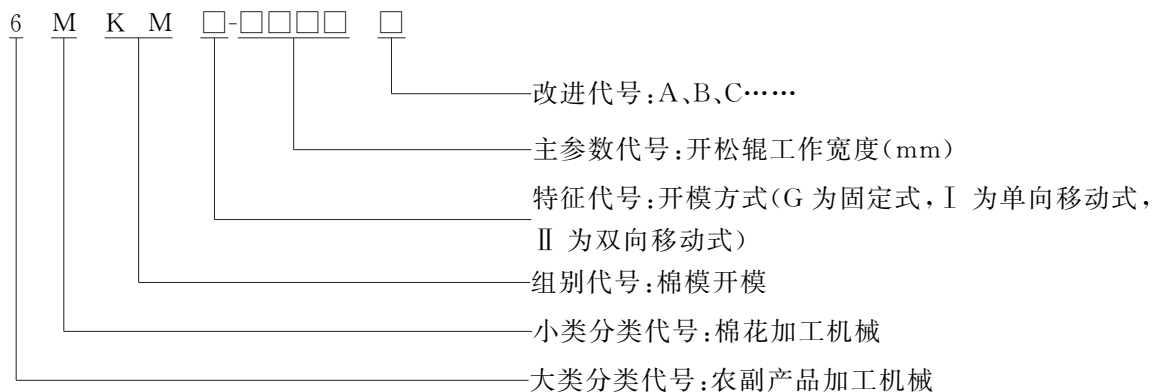 6 M K M □-□□□□ □
改进代号:A、B、C……
主参数代号:开松辊工作宽度(mm)
特征代号:开模方式(G 为固定式,Ⅰ 为单向移动式,
Ⅱ 为双向移动式)
组别代号:棉模开模
小类分类代号:棉花加工机械
大类分类代号:农副产品加工机械